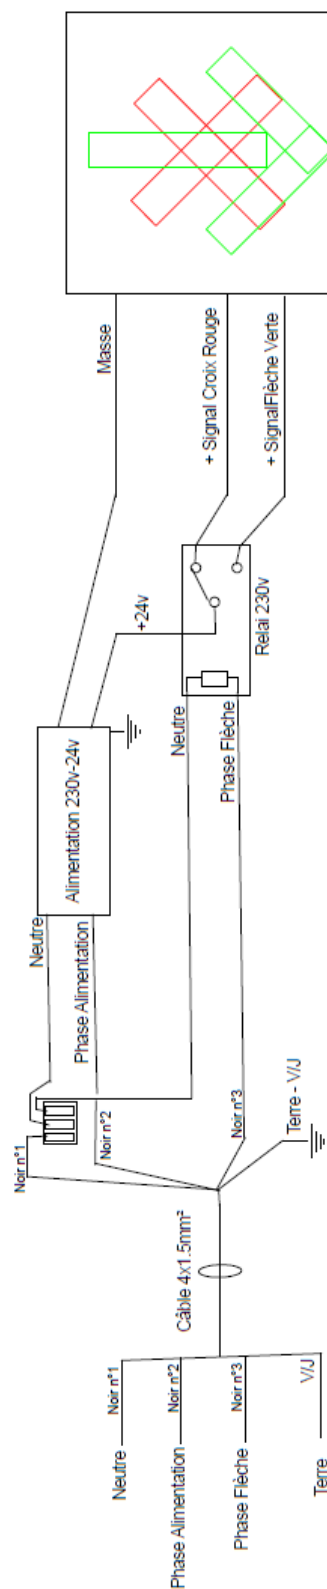 Neutre
Noir n°1
Phase Alimentation
Noir n°2
Phase Flèche
Noir n°3
Terre
V/J
Câble 4x1.5mm²
Noir n°1
Noir n°2
Noir n°3
Terre - V/J
Neutre
Phase Alimentation
Alimentation 230v-24v
Neutre
Phase Flèche
Relai 230v
+24v
Masse
+ Signal Croix Rouge
+ SignalFlèche Verte